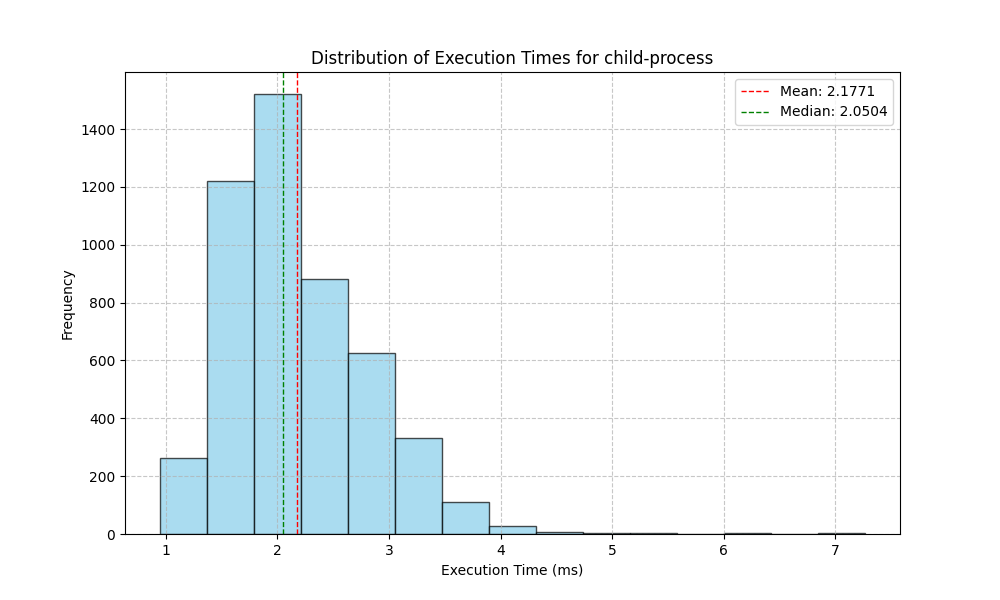 Distribution of Execution Times for child-process
Mean: 2.1771
Median: 2.0504
Frequency
1400
1200
1000
800
600
400
200
0
1 2 3 4 5 6 7
Execution Time (ms)